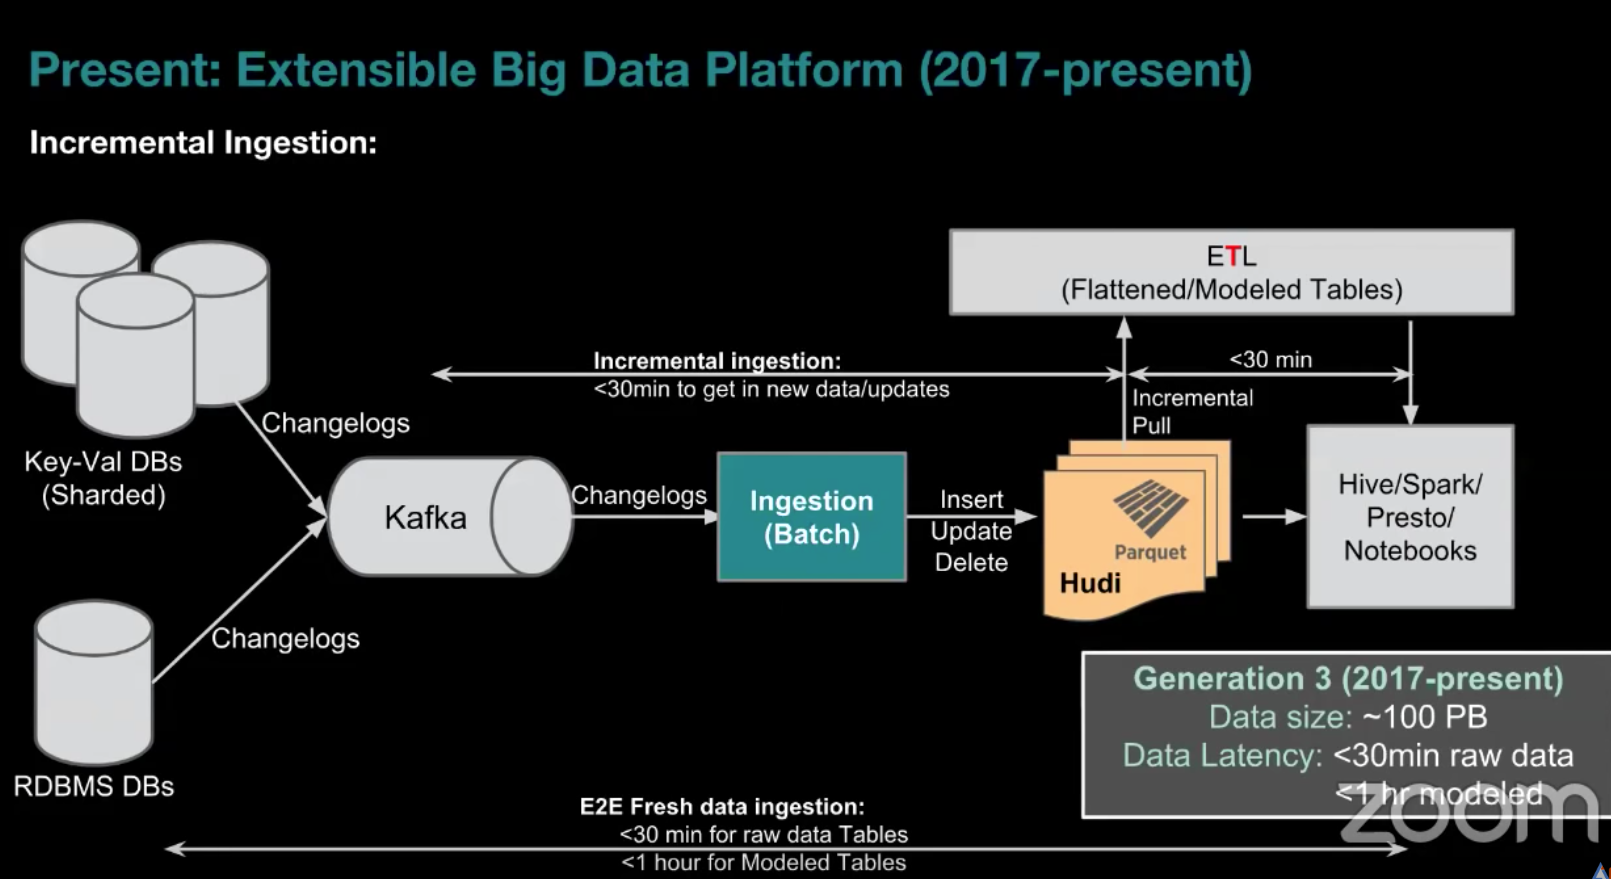 Present: Extensible Big Data Platform (2017-present)
Incremental Ingestion:
ETL
(Flattened/Modeled Tables)
Incremental ingestion:
<30min to get in new data/updates
<30 min
Incremental
Pull
Changelogs
Key-Val DBs
(Sharded)
Kafka
Changelogs
Ingestion
(Batch)
Insert
Update
Delete
Parquet
Hudi
Hive/Spark/
Presto/
Notebooks
Changelogs
RDBMS DBs
Generation 3 (2017-present)
Data size: ~100 PB
Data Latency: <30min raw data
<1 hr modeled
zoom
E2E Fresh data ingestion:
<30 min for raw data Tables
<1 hour for Modeled Tables